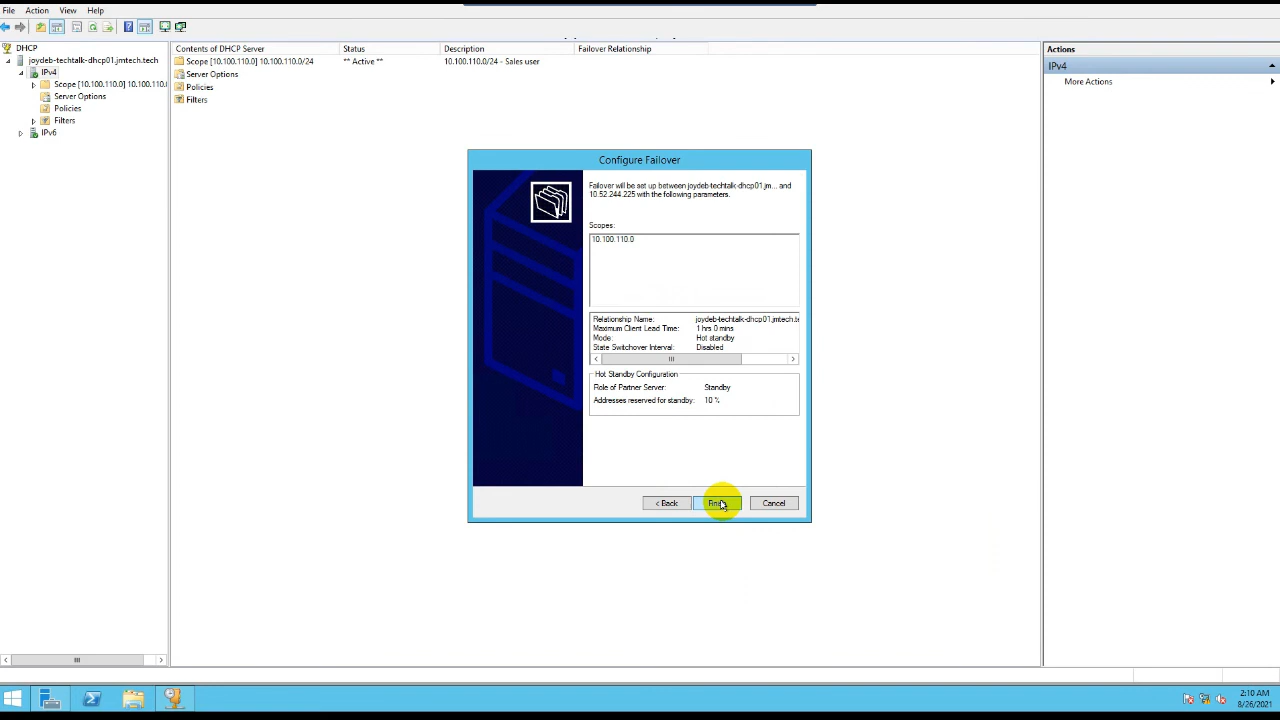 File Action View Help
DHCP
joydeb-techtalk-dhcp01.jmtech.tech
IPv4
Scope [10.100.110.0] 10.100.110.
Server Options
Policies
Filters
IPv6
Contents of DHCP Server Status Description Failover Relationship
Scope [10.100.110.0] 10.100.110.0/24 ** Active ** 10.100.110.0/24 - Sales user
Server Options
Policies
Filters
Actions
IPv4
More Actions
Configure Failover
Failover will be set up between joydeb-techtalk-dhcp01.jm... and
10.52.244.225 with the following parameters.
Scopes:
10.100.110.0
Relationship Name: joydeb-techtalk-dhcp01.jmtech.te
Maximum Client Lead Time: 1 hrs 0 mins
Mode: Hot standby
State Switchover Interval: Disabled
Hot Standby Configuration
Role of Partner Server: Standby
Addresses reserved for standby: 10 %
< Back Cancel
2:10 AM
8/26/2021